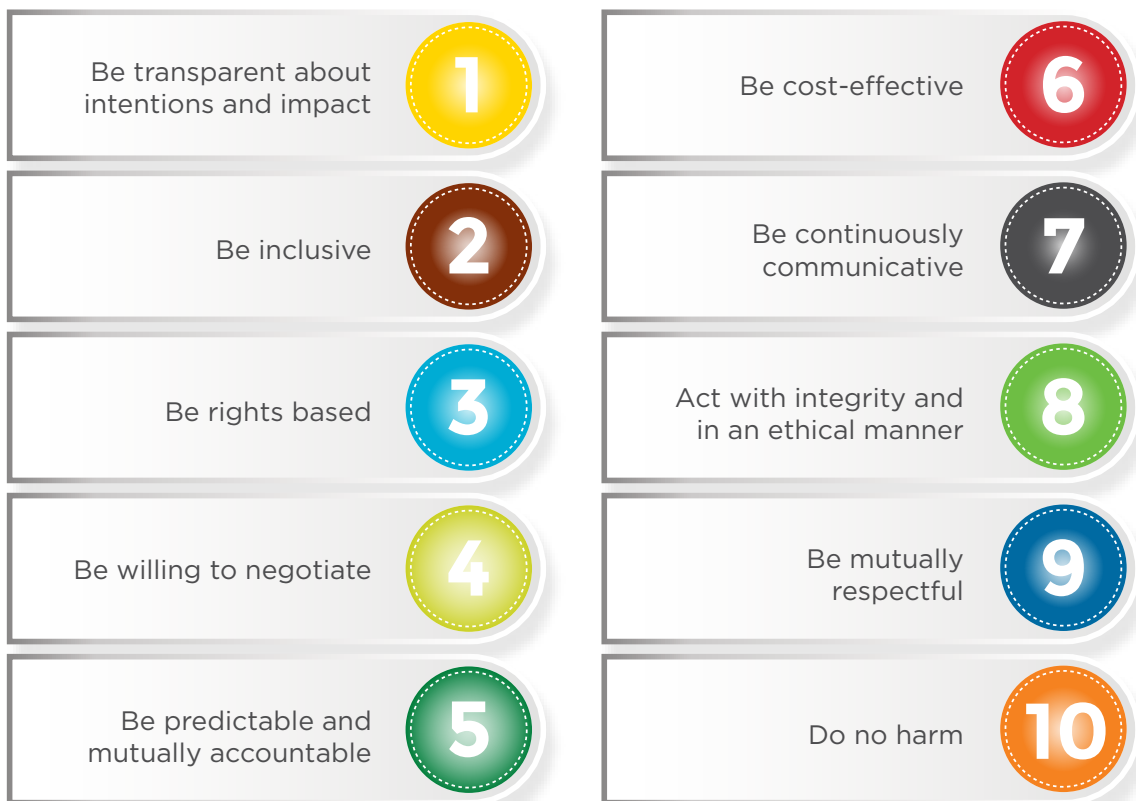 Be transparent about
intentions and impact
1
Be inclusive
2
Be rights based
3
Be willing to negotiate
4
Be predictable and
mutually accountable
5
Be cost-effective
6
Be continuously
communicative
7
Act with integrity and
in an ethical manner
8
Be mutually
respectful
9
Do no harm
10